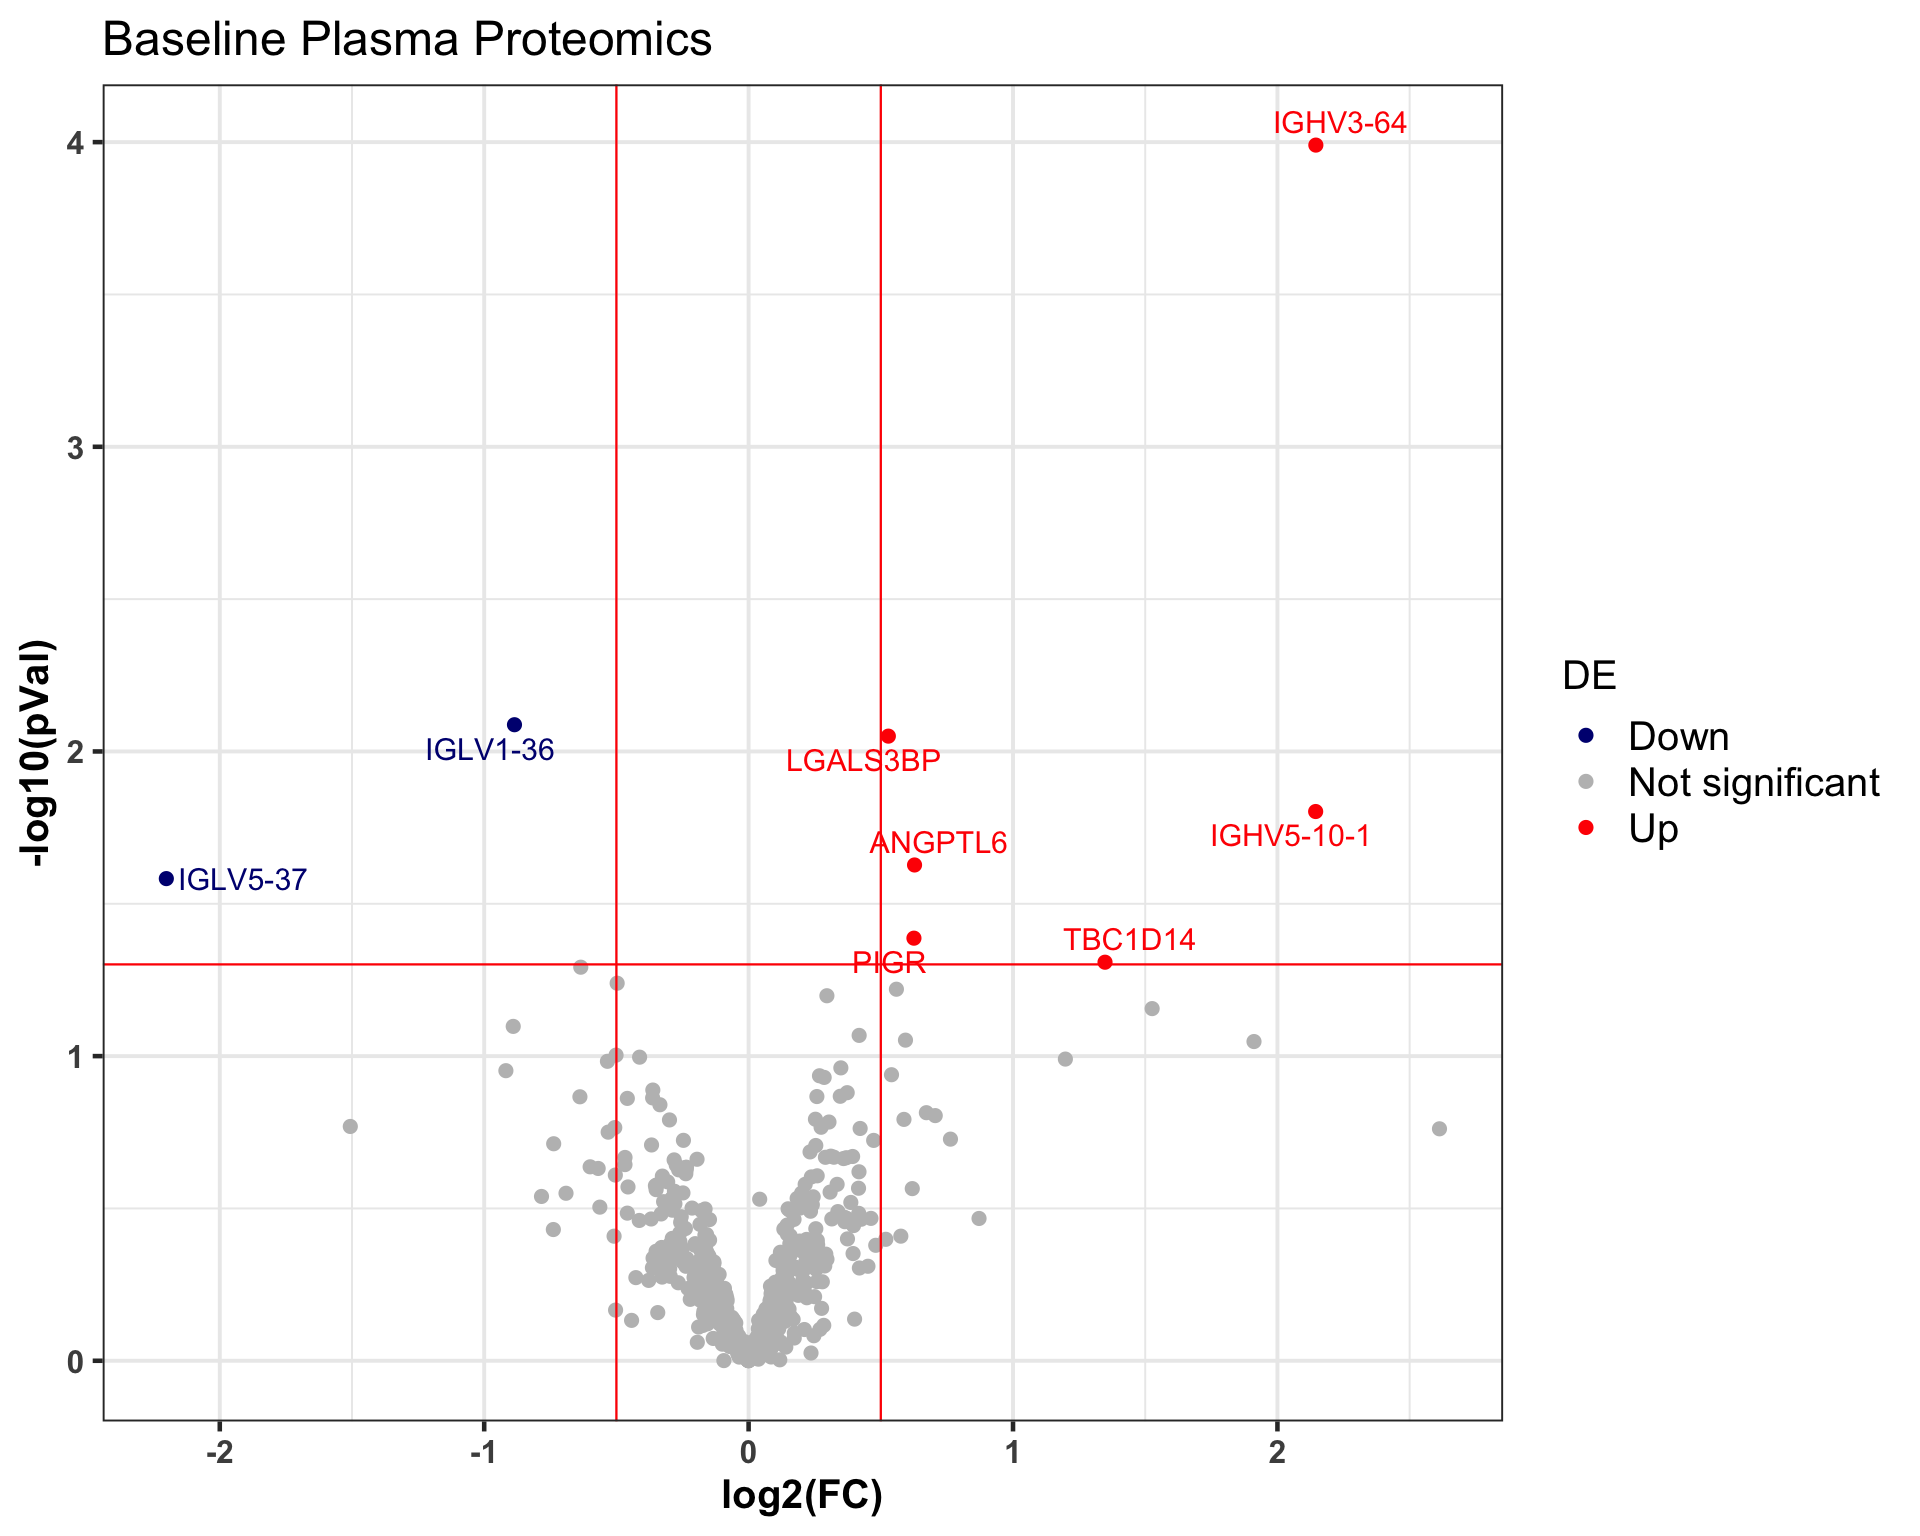 Baseline Plasma Proteomics
IGHV3-64
4
3
-log10(pVal)
DE
Down
Not significant
Up
IGLV1-36
2
LGALS3BP
IGHV5-10-1
ANGPTL6
IGLV5-37
TBC1D14
PIGR
1
0
-2
-1
0
1
2
log2(FC)